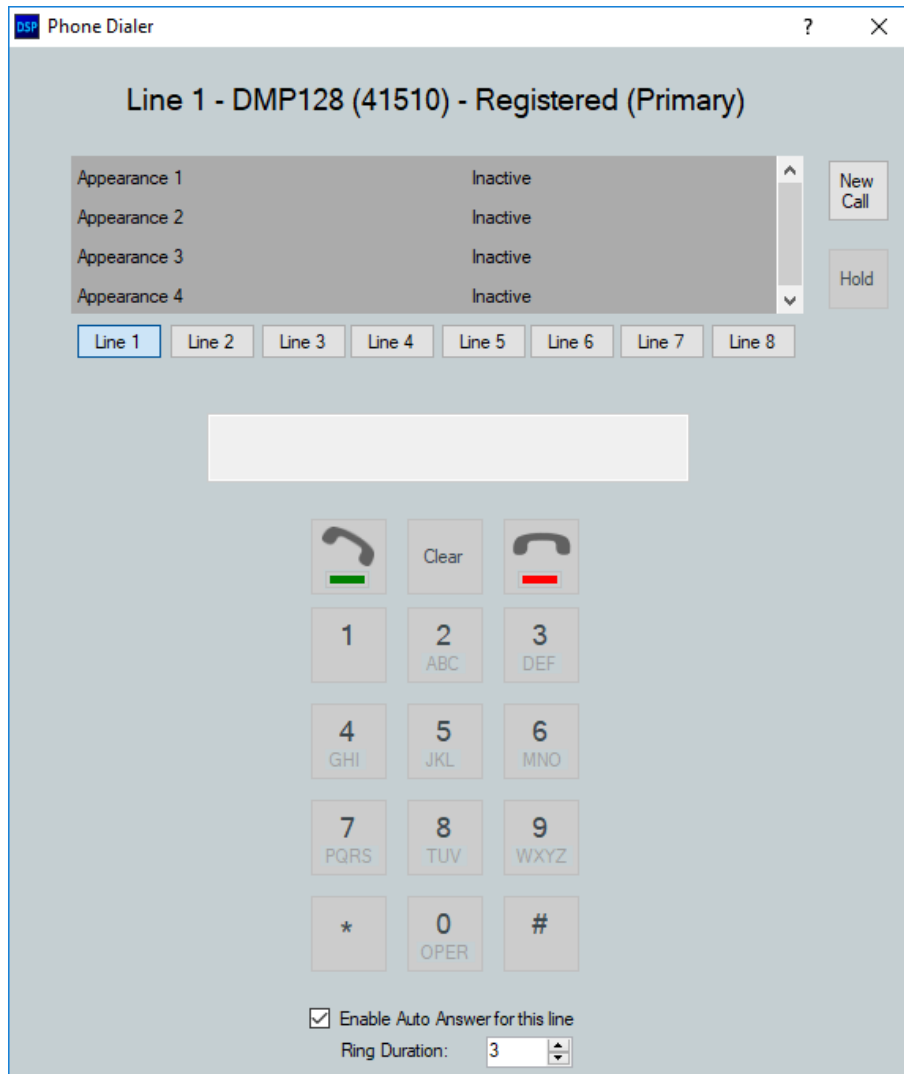 DSP Phone Dialer ?
Line 1 - DMP128 (41510) - Registered (Primary)
Appearance 1 Inactive
Appearance 2 Inactive
Appearance 3 Inactive
Appearance 4 Inactive
New
Call
Hold
Line 1 Line 2 Line 3 Line 4 Line 5 Line 6 Line 7 Line 8
Clear
1 2 3
ABC DEF
4 5 6
GHI JKL MNO
7 8 9
PQRS TUV WXYZ
* 0 #
OPER
Enable Auto Answer for this line
Ring Duration: 3